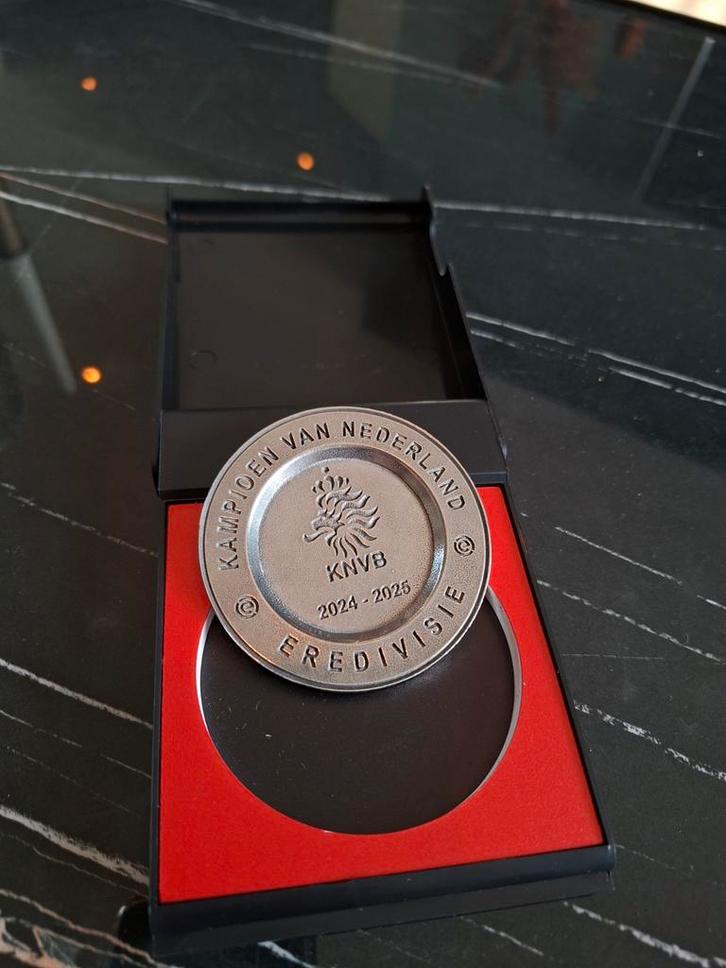 KAMPIOEN VAN NEDERLAND
KNVB
2024 - 2025
EREDIVISIE